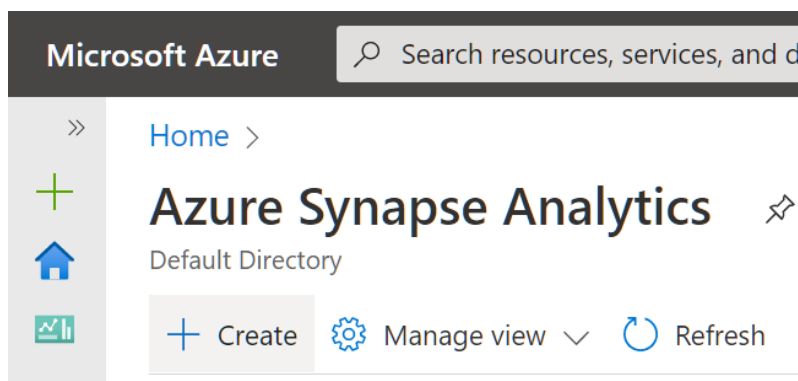 Microsoft Azure
Search resources, services, and d
Home
Azure Synapse Analytics
Default Directory
Create Manage view Refresh